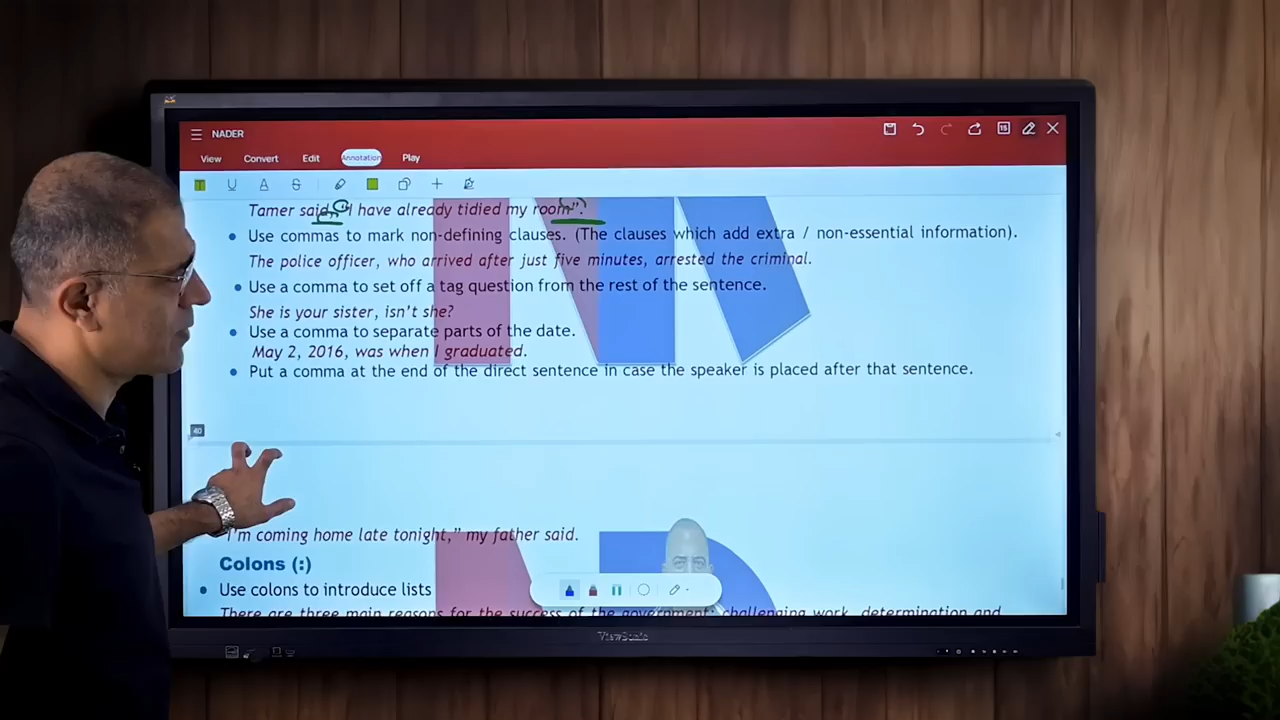 NADER
View Convert Edit Annotation Play
Tamer said, "I have already tidied my room".
• Use commas to mark non-defining clauses. (The clauses which add extra / non-essential information).
The police officer, who arrived after just five minutes, arrested the criminal.
• Use a comma to set off a tag question from the rest of the sentence.
She is your sister, isn't she?
• Use a comma to separate parts of the date.
May 2, 2016, was when I graduated.
• Put a comma at the end of the direct sentence in case the speaker is placed after that sentence.
40
"I'm coming home late tonight," my father said.
Colons (:)
• Use colons to introduce lists
There are three main reasons for the success of the government: challenging work, determination and
ViewSonic